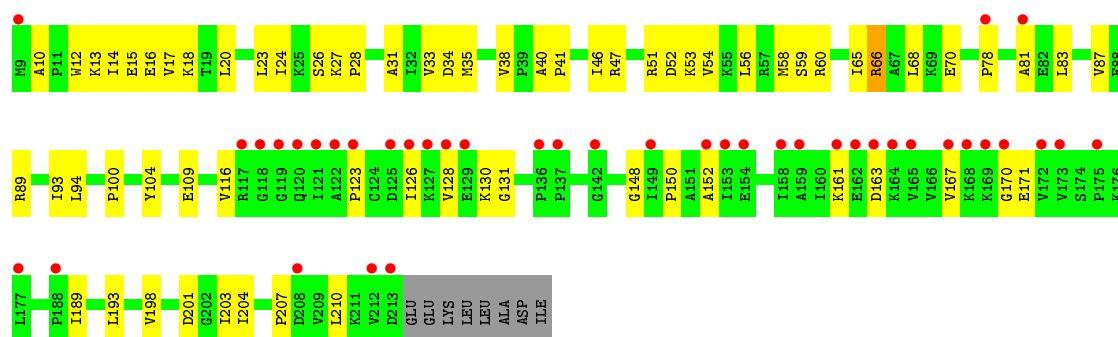 M9 A10 P11 W12 K13 I14 E15 E16 V17 K18 T19 L20 L23 I24 K25 S26 K27 P28 A31 I32 V33 D34 M35 V38 P39 A40 P41 I46 R47 R51 D52 K53 V54 K55 L56 R57 M58 S59 R60 I65 R66 A67 L68 K69 E70 P78 A81 E82 L83 V87 E88
R89 I93 L94 P100 Y104 E109 V116 R117 G118 G119 Q120 I121 A122 P123 C124 D125 I126 K127 V128 E129 K130 G131 P136 P137 G142 G148 I149 P150 A151 A152 I153 E154 I158 A159 I160 K161 E162 D163 K164 V165 V166 V167 K168 K169 G170 E171 V172 V173 S174 P175 K176
L177 P188 I189 L193 V198 D201 G202 I203 I204 P207 D208 V209 L210 K211 V212 D213 GLU GLU LYS LEU LEU ALA ASP ILE